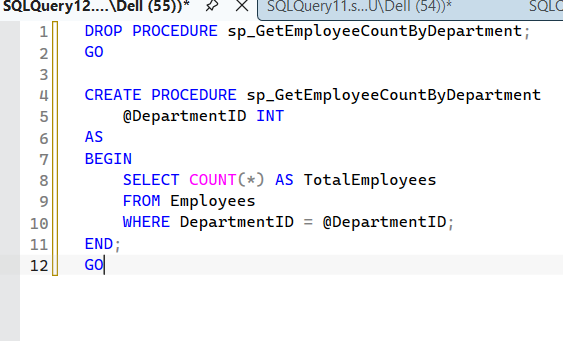 SQLQuery12....\Dell (55))* SQLQuery11.s...U\Dell (54))* SQLQ
1 DROP PROCEDURE sp_GetEmployeeCountByDepartment;
2 GO
3
4 CREATE PROCEDURE sp_GetEmployeeCountByDepartment
5 @DepartmentID INT
6 AS
7 BEGIN
8 SELECT COUNT(*) AS TotalEmployees
9 FROM Employees
10 WHERE DepartmentID = @DepartmentID;
11 END;
12 GO